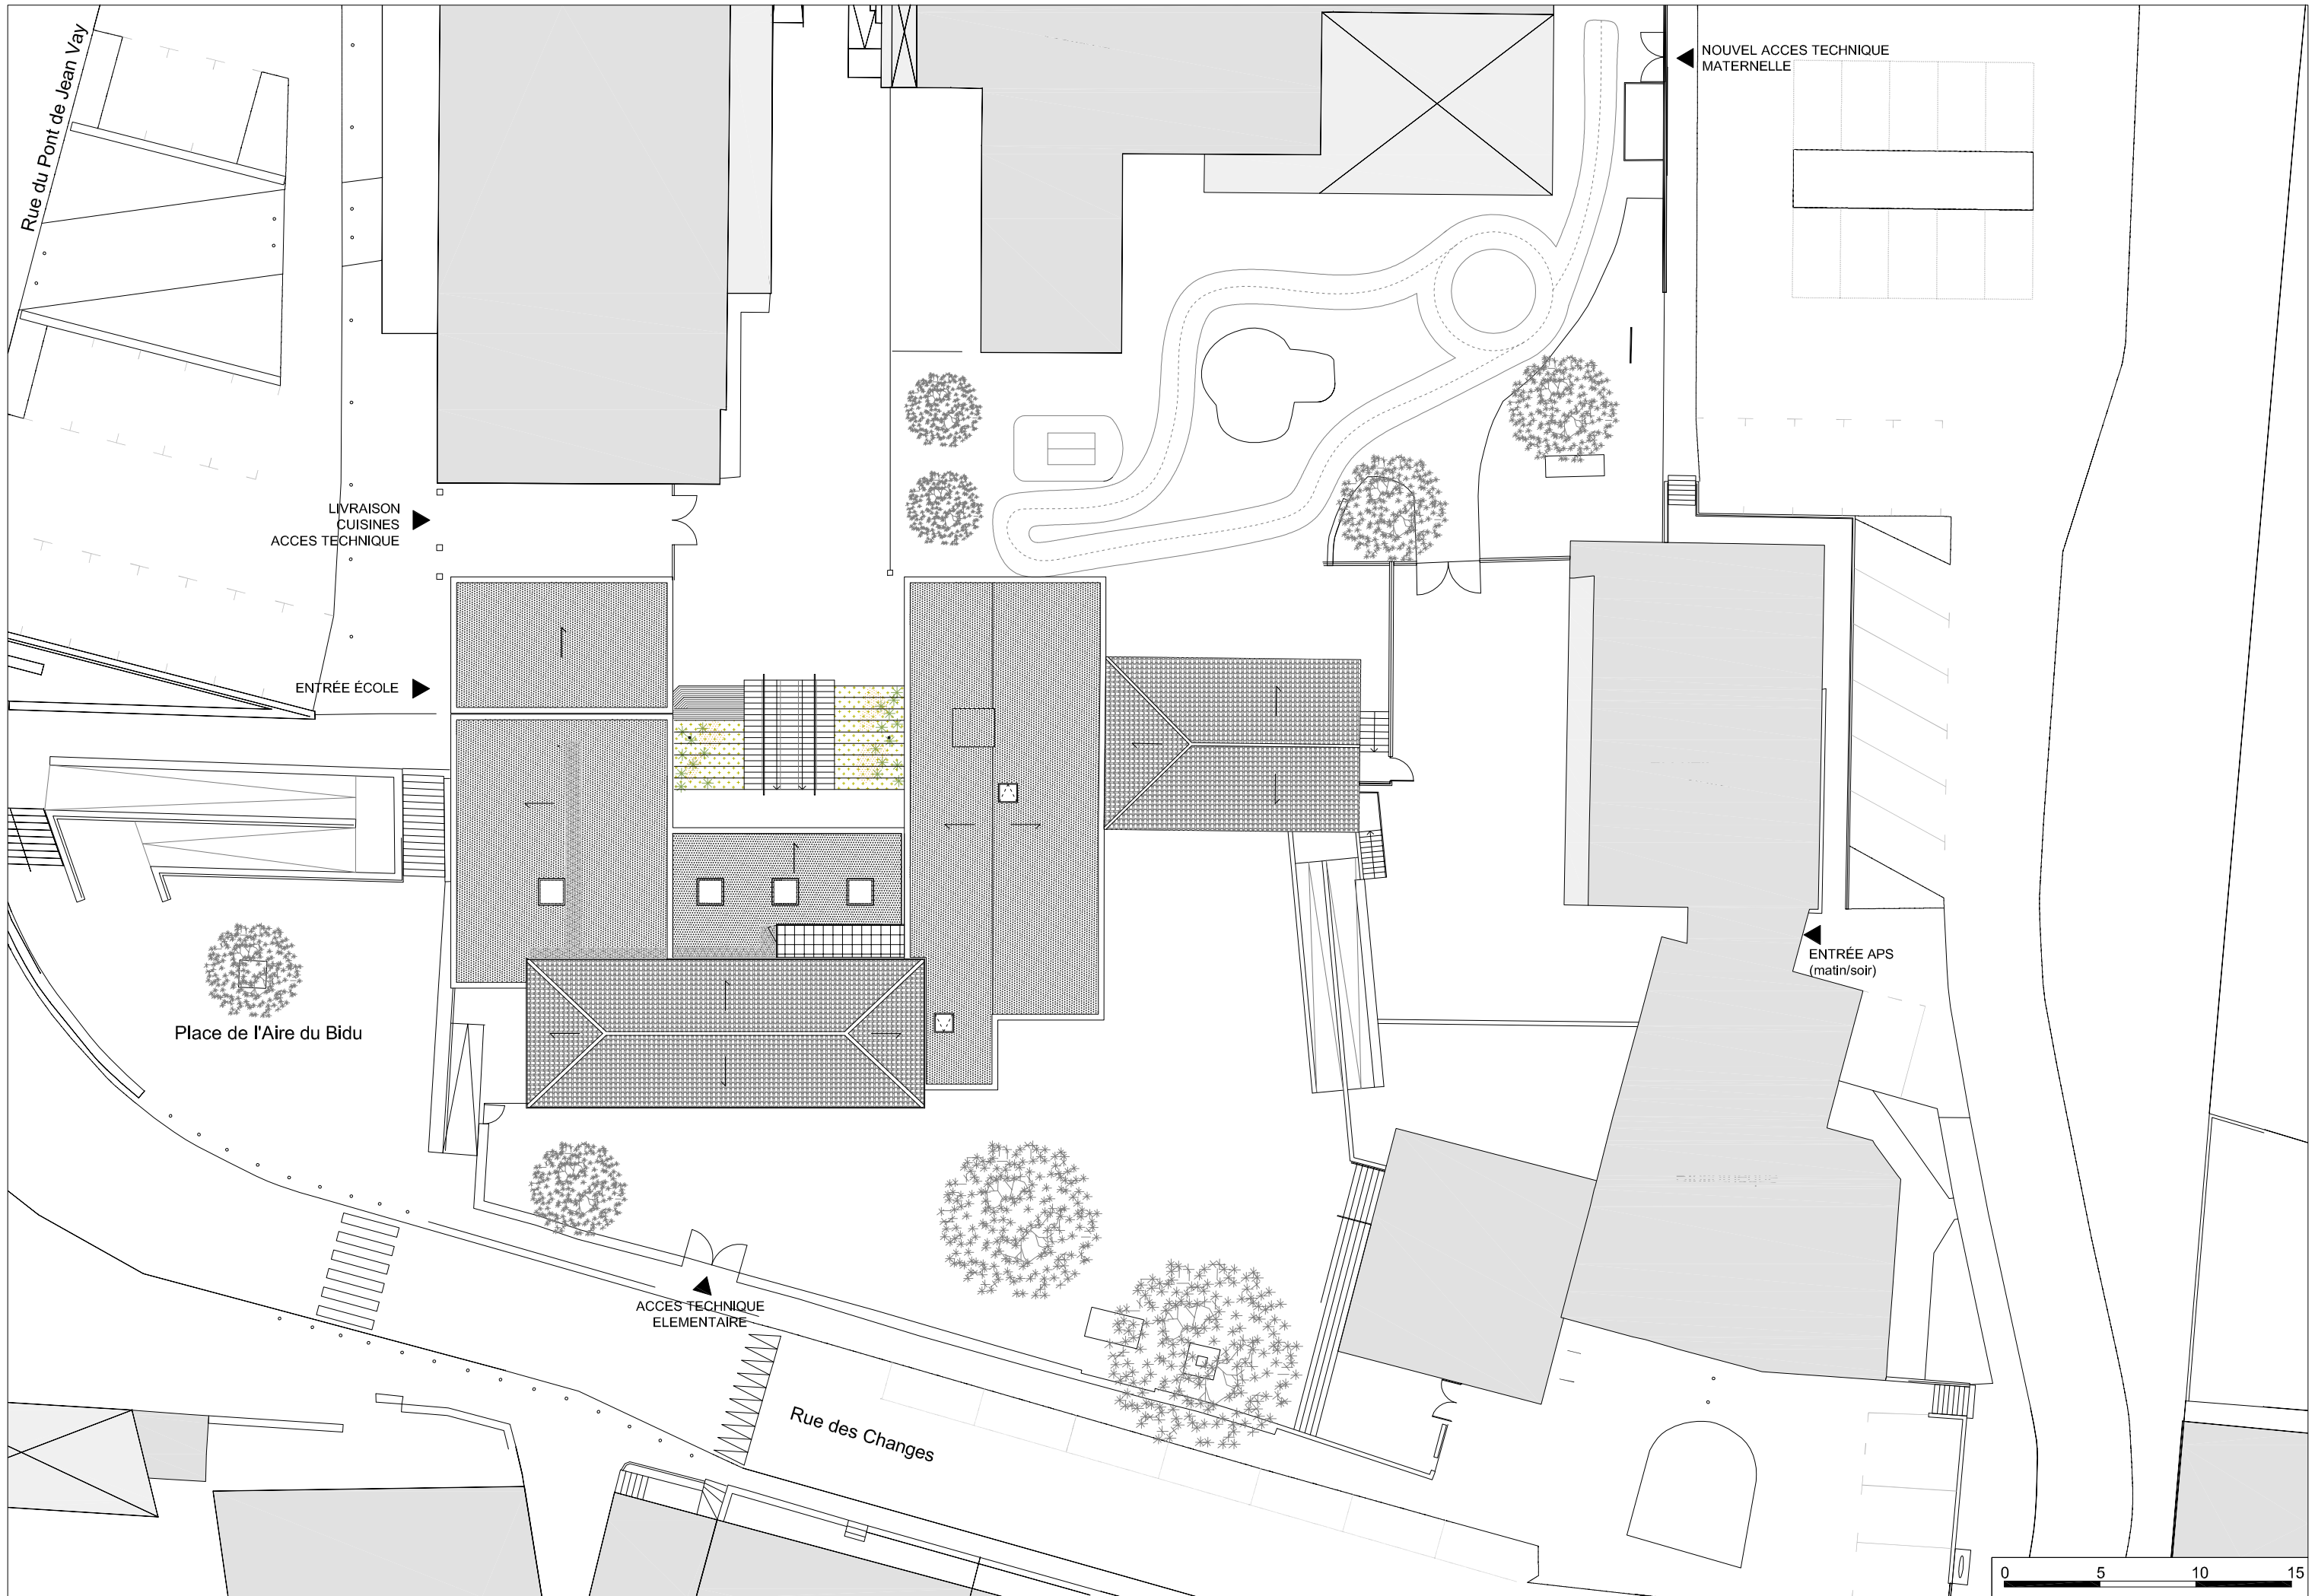 Rue du Pont de Jean Vay
NOUVEL ACCES TECHNIQUE
MATERNELLE
LIVRAISON
CUISINES
ACCES TECHNIQUE
ENTRÉE ÉCOLE
ENTRÉE APS
(matin/soir)
Place de l'Aire du Bidu
Bibliothèque
ACCES TECHNIQUE
ELEMENTAIRE
Rue des Changes
0 5 10 15